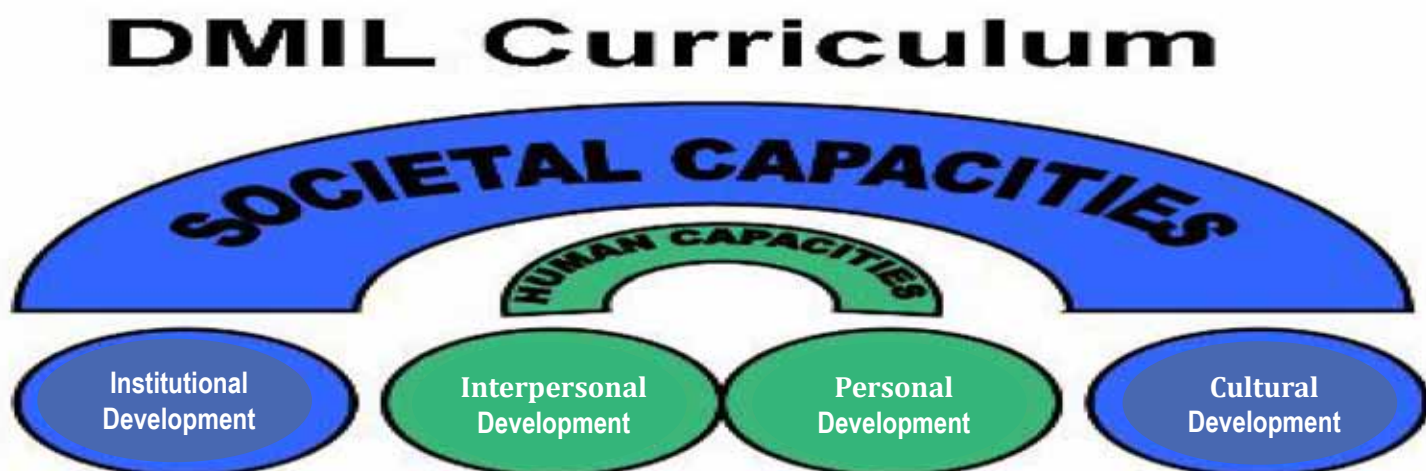 DMIL Curriculum
SOCIETAL CAPACITIES
HUMAN CAPACITIES
Institutional
Development
Interpersonal
Development
Personal
Development
Cultural
Development